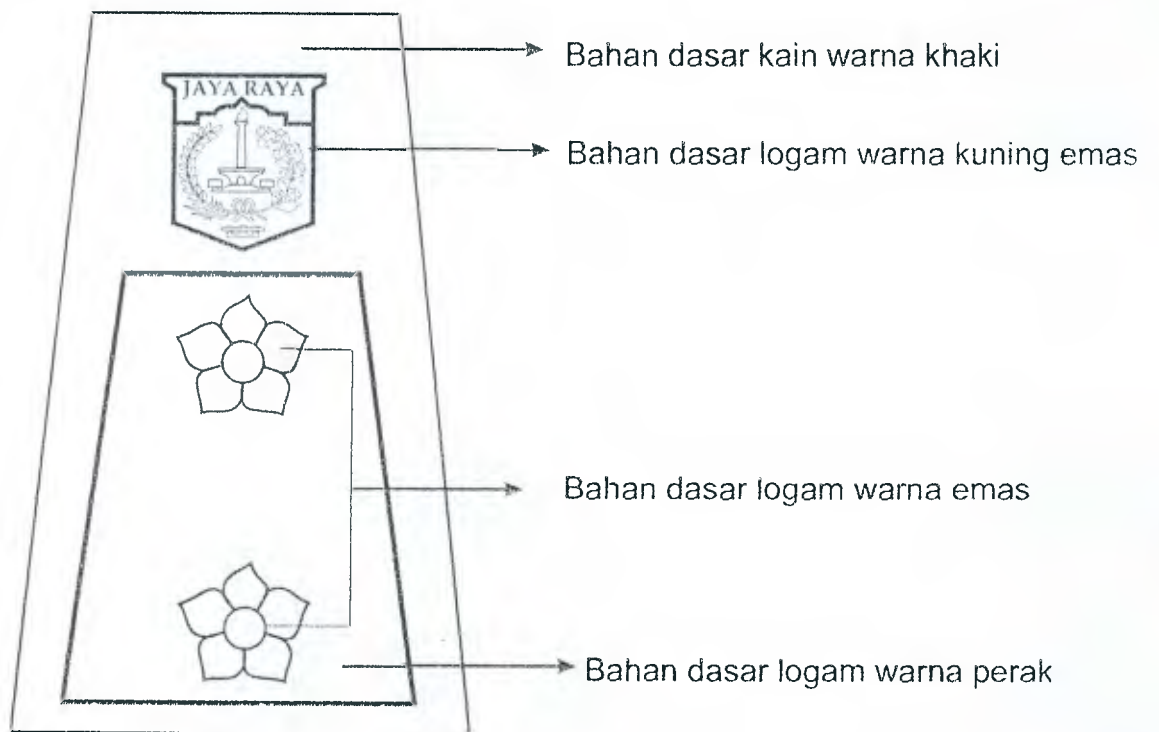 Bahan dasar kain warna khaki
JAYA RAYA
Bahan dasar logam warna kuning emas
Bahan dasar logam warna emas
Bahan dasar logam warna perak